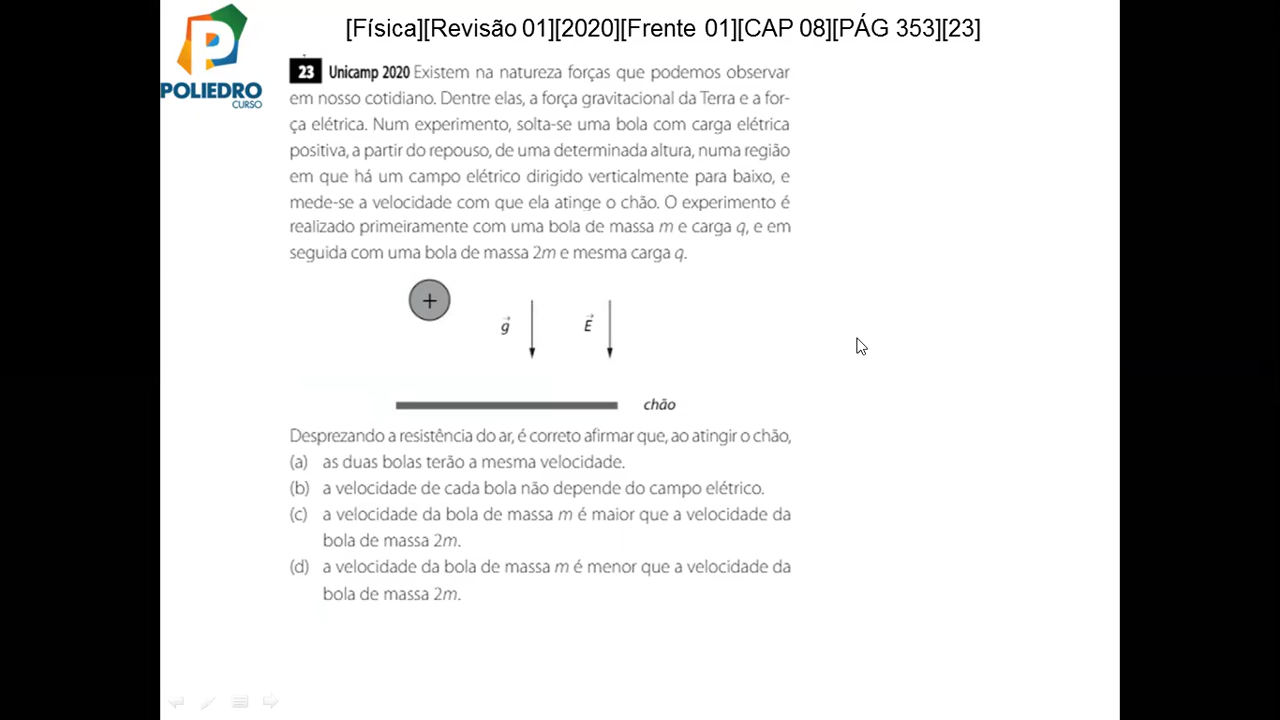 [Física][Revisão 01][2020][Frente 01][CAP 08][PÁG 353][23]
P
POLIEDRO
CURSO
23 Unicamp 2020 Existem na natureza forças que podemos observar
em nosso cotidiano. Dentre elas, a força gravitacional da Terra e a for-
ça elétrica. Num experimento, solta-se uma bola com carga elétrica
positiva, a partir do repouso, de uma determinada altura, numa região
em que há um campo elétrico dirigido verticalmente para baixo, e
mede-se a velocidade com que ela atinge o chão. O experimento é
realizado primeiramente com uma bola de massa m e carga q, e em
seguida com uma bola de massa 2m e mesma carga q.
+
g⃗
E⃗
chão
Desprezando a resistência do ar, é correto afirmar que, ao atingir o chão,
(a) as duas bolas terão a mesma velocidade.
(b) a velocidade de cada bola não depende do campo elétrico.
(c) a velocidade da bola de massa m é maior que a velocidade da
bola de massa 2m.
(d) a velocidade da bola de massa m é menor que a velocidade da
bola de massa 2m.